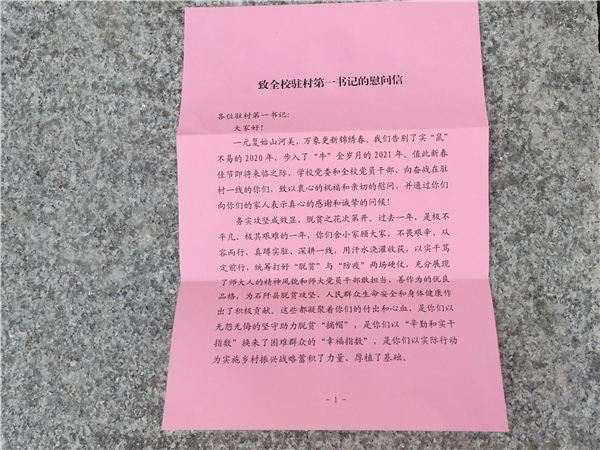 致全校驻村第一书记的慰问信
各位驻村第一书记：
大家好！
一元复始山河美，万象更新锦绣春。我们告别了实“鼠”
不易的 2020 年，步入了“牛”金岁月的 2021 年。值此新春
佳节即将来临之际，学校党委和全校党员干部，向奋战在驻
村一线的你们，致以衷心的祝福和亲切的慰问，并通过你们
向你们的家人表示真心的感谢和诚挚的问候！
务实攻坚成效显，脱贫之花次第开。过去一年，是极不
平凡、极其艰难的一年，你们舍小家顾大家，不畏艰辛、从
容而行，真蹲实驻、深耕一线，用汗水浇灌收获，以实干笃
定前行，统筹打好“脱贫”与“防疫”两场硬仗，充分展现
了师大人的精神风貌和师大党员干部敢担当、善作为的优良
品格，为石阡县脱贫攻坚、人民群众生命安全和身体健康作
出了积极贡献。这些都凝聚着你们的付出和心血，是你们以
无怨无悔的坚守助力脱贫“摘帽”，是你们以“辛勤和实干
指数”换来了困难群众的“幸福指数”，是你们以实际行动
为实施乡村振兴战略蓄积了力量、厚植了基础。
- 1 -